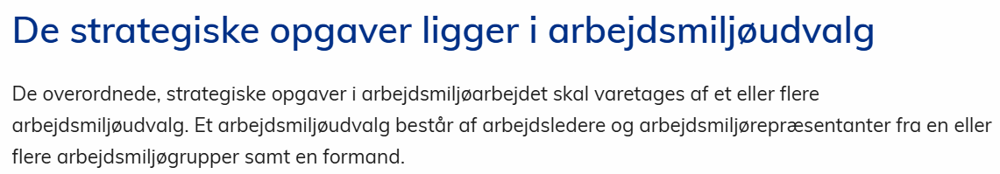 De strategiske opgaver ligger i arbejdsmiljøudvalg
De overordnede, strategiske opgaver i arbejdsmiljøarbejdet skal varetages af et eller flere
arbejdsmiljøudvalg. Et arbejdsmiljøudvalg består af arbejdsledere og arbejdsmiljørepræsentanter fra en eller
flere arbejdsmiljøgrupper samt en formand.